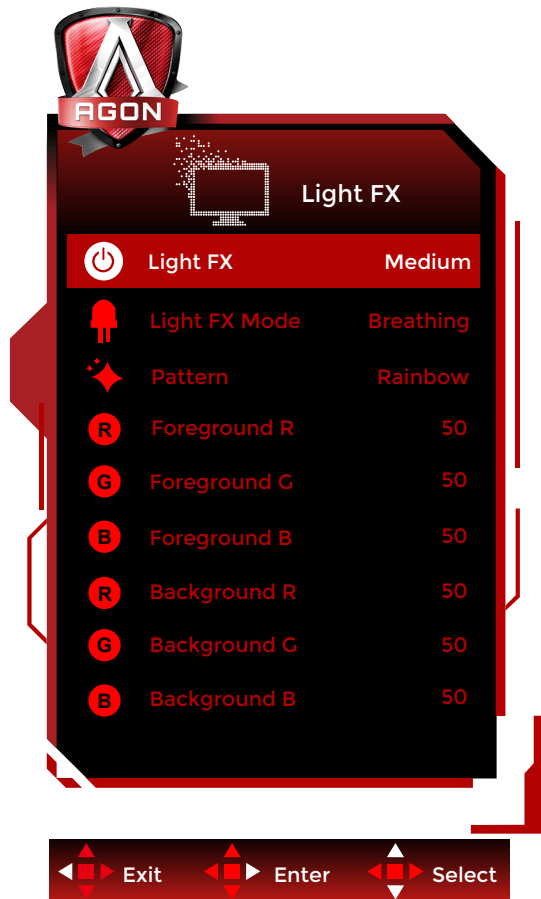 AGON
Light FX
Light FX Medium
Light FX Mode Breathing
Pattern Rainbow
R Foreground R 50
G Foreground G 50
B Foreground B 50
R Background R 50
G Background G 50
B Background B 50
Exit Enter Select